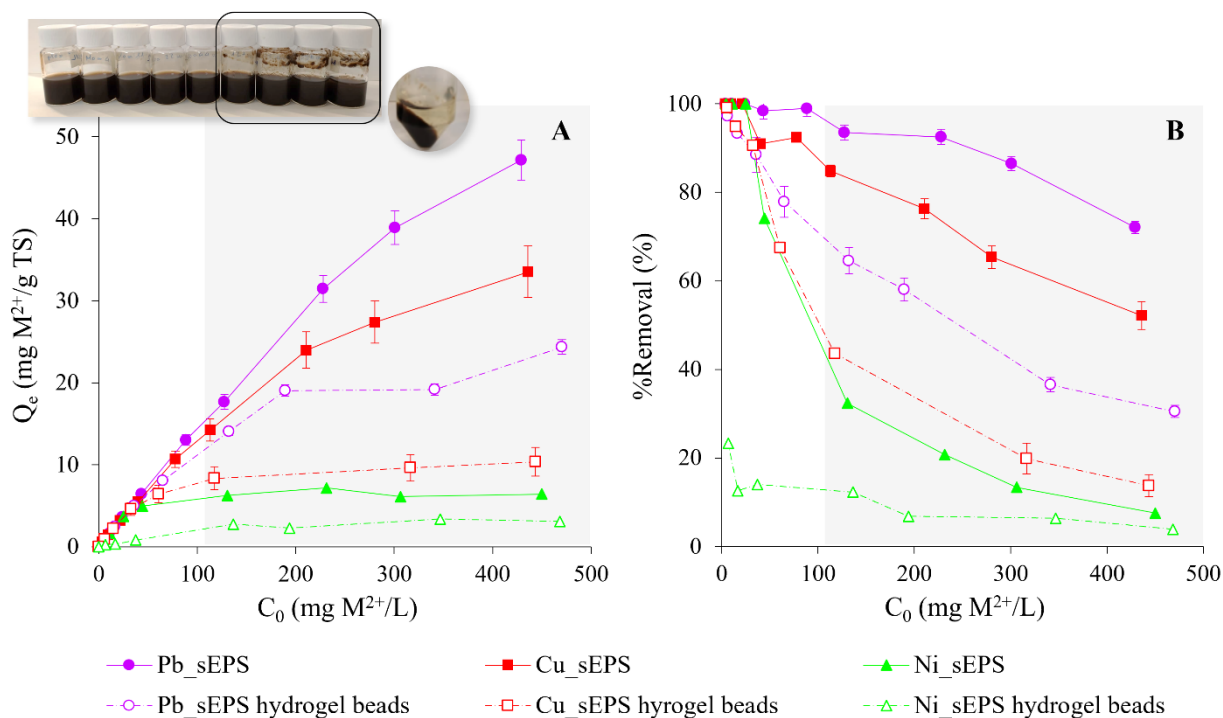 A
50
40
30
20
10
0
Qₑ (mg M²⁺/g TS)
0 100 200 300 400 500
C₀ (mg M²⁺/L)
B
100
80
60
40
20
0
%Removal (%)
0 100 200 300 400 500
C₀ (mg M²⁺/L)
Pb_sEPS Cu_sEPS Ni_sEPS
Pb_sEPS hydrogel beads Cu_sEPS hyrogel beads Ni_sEPS hydrogel beads